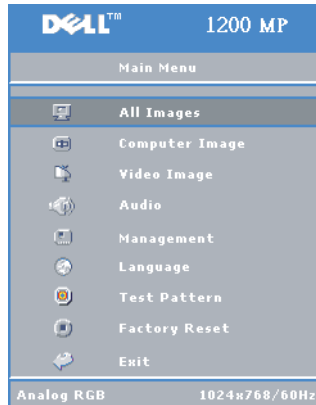 DELL™ 1200 MP
Main Menu
All Images
Computer Image
Video Image
Audio
Management
Language
Test Pattern
Factory Reset
Exit
Analog RGB 1024x768/60Hz